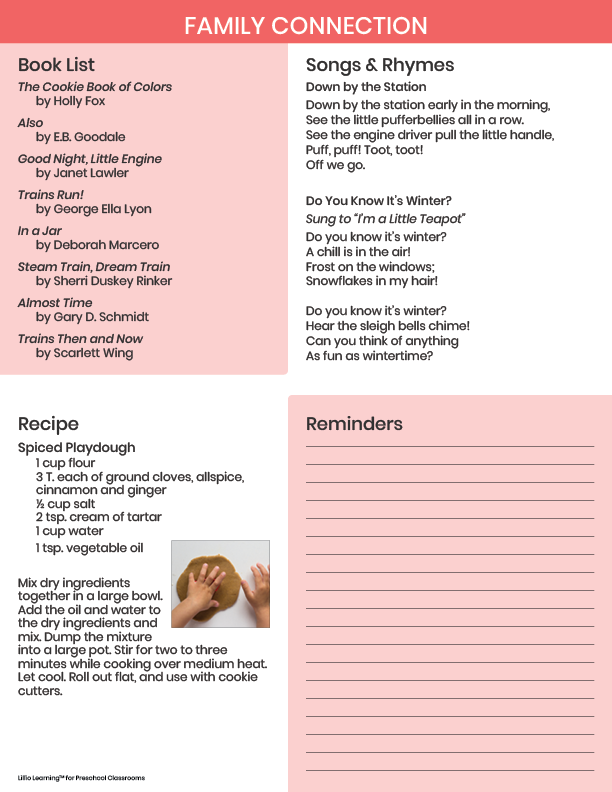 FAMILY CONNECTION
Book List
The Cookie Book of Colors
by Holly Fox
Also
by E.B. Goodale
Good Night, Little Engine
by Janet Lawler
Trains Run!
by George Ella Lyon
In a Jar
by Deborah Marcero
Steam Train, Dream Train
by Sherri Duskey Rinker
Almost Time
by Gary D. Schmidt
Trains Then and Now
by Scarlett Wing
Songs & Rhymes
Down by the Station
Down by the station early in the morning,
See the little pufferbellies all in a row.
See the engine driver pull the little handle,
Puff, puff! Toot, toot!
Off we go.
Do You Know It's Winter?
Sung to “I'm a Little Teapot”
Do you know it's winter?
A chill is in the air!
Frost on the windows;
Snowflakes in my hair!
Do you know it's winter?
Hear the sleigh bells chime!
Can you think of anything
As fun as wintertime?
Recipe
Spiced Playdough
1 cup flour
3 T. each of ground cloves, allspice,
cinnamon and ginger
½ cup salt
2 tsp. cream of tartar
1 cup water
1 tsp. vegetable oil
Mix dry ingredients
together in a large bowl.
Add the oil and water to
the dry ingredients and
mix. Dump the mixture
into a large pot. Stir for two to three
minutes while cooking over medium heat.
Let cool. Roll out flat, and use with cookie
cutters.
Reminders
Lillio Learning™ for Preschool Classrooms